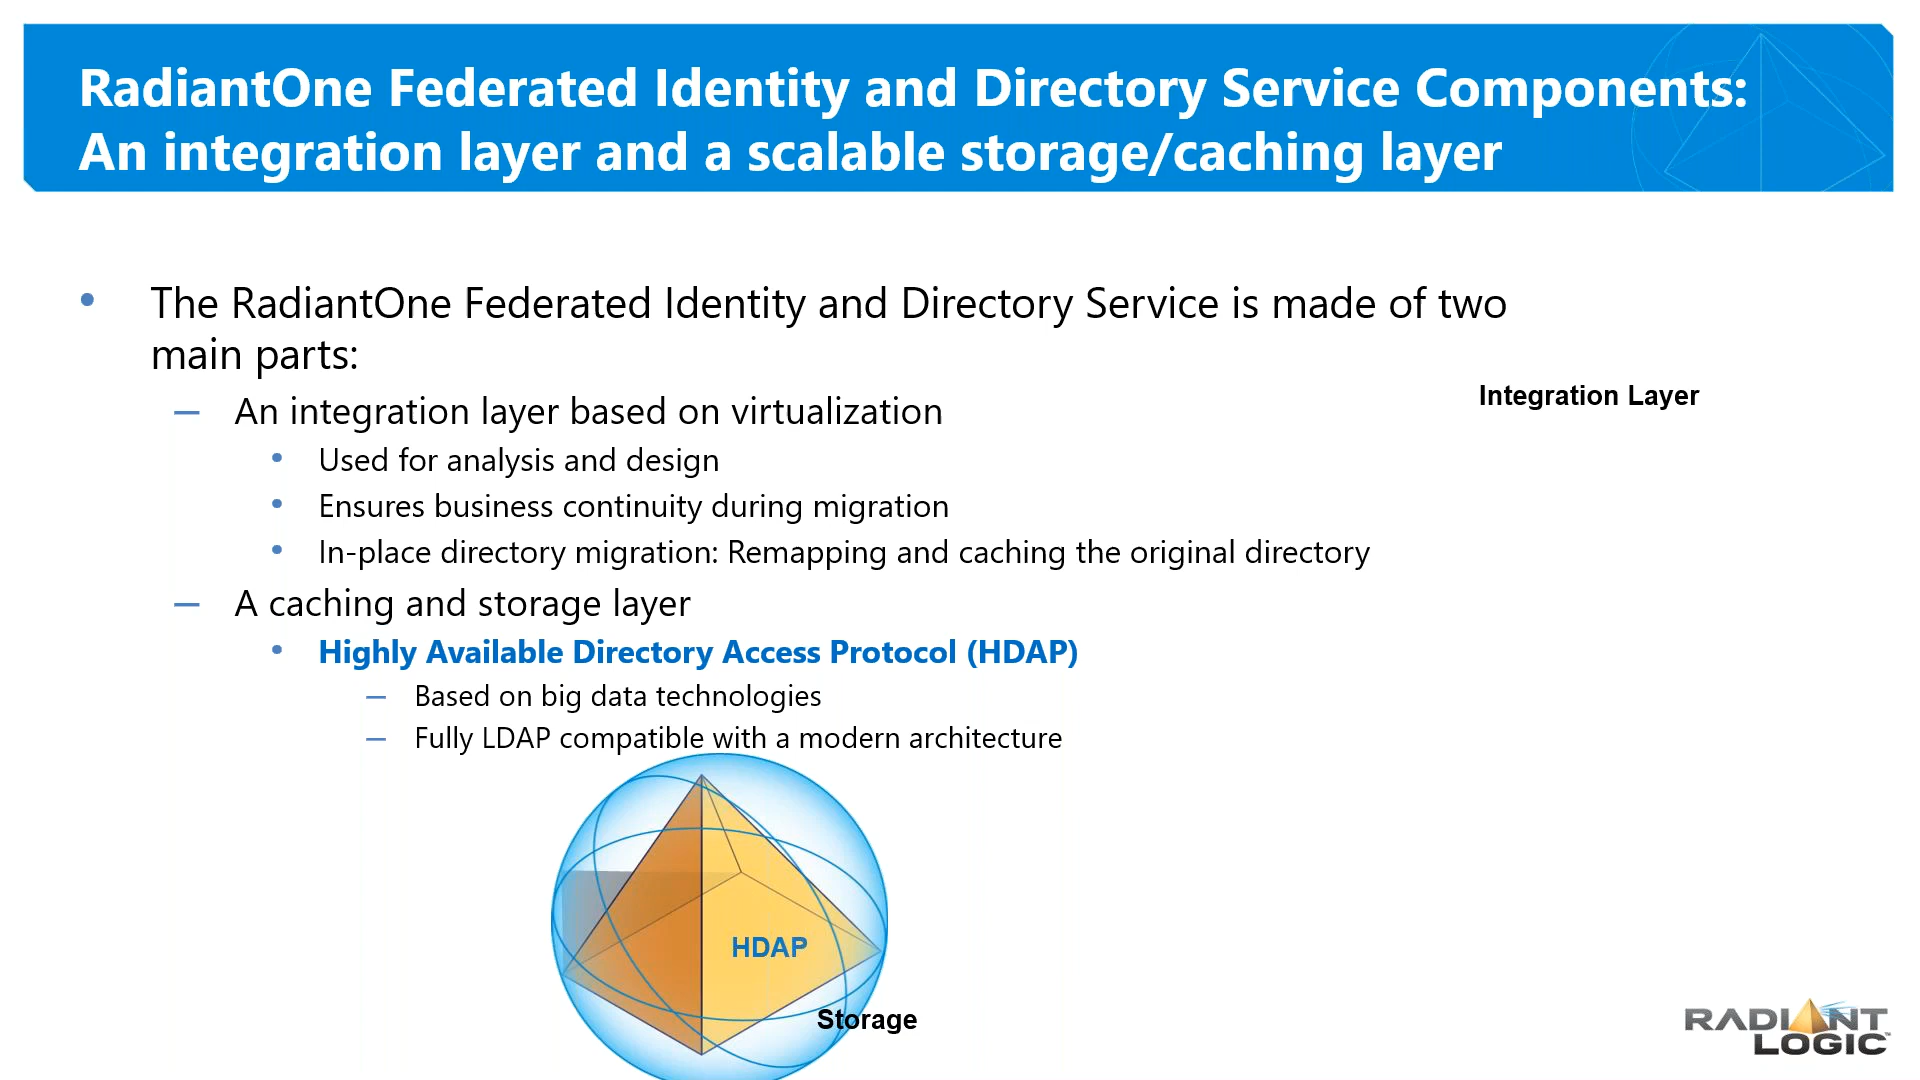 RadiantOne Federated Identity and Directory Service Components:
An integration layer and a scalable storage/caching layer
• The RadiantOne Federated Identity and Directory Service is made of two
main parts:
– An integration layer based on virtualization
• Used for analysis and design
• Ensures business continuity during migration
• In-place directory migration: Remapping and caching the original directory
– A caching and storage layer
• Highly Available Directory Access Protocol (HDAP)
– Based on big data technologies
– Fully LDAP compatible with a modern architecture
Integration Layer
HDAP
Storage
RADIANT
LOGIC™